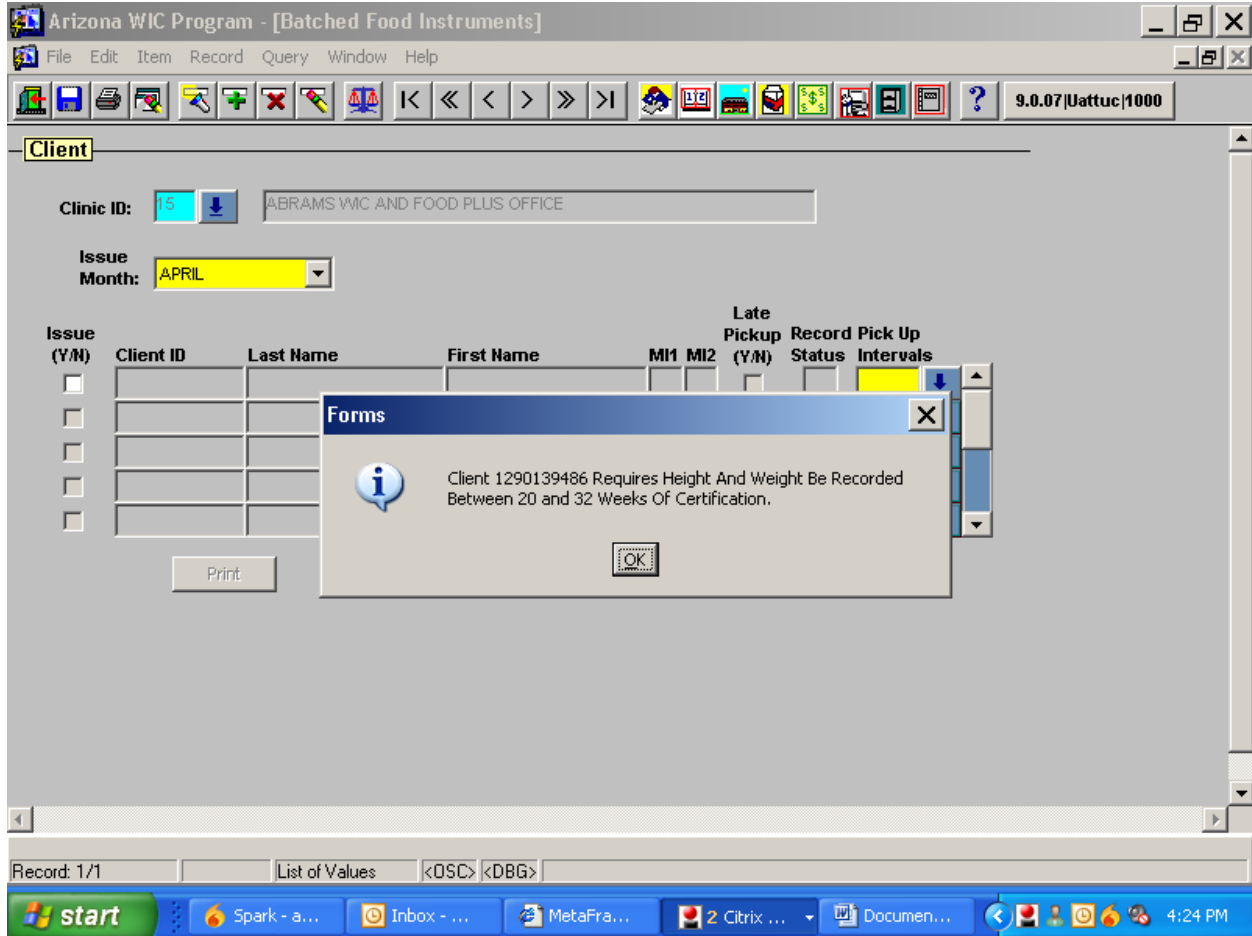 Arizona WIC Program - [Batched Food Instruments]
File Edit Item Record Query Window Help
9.0.07|Uattuc|1000
Client
Clinic ID: 15 ABRAMS WIC AND FOOD PLUS OFFICE
Issue
Month: APRIL
Late
Issue Pickup Record Pick Up
(Y/N) Client ID Last Name First Name MI1 MI2 (Y/N) Status Intervals
Forms
Client 1290139486 Requires Height And Weight Be Recorded
Between 20 and 32 Weeks Of Certification.
OK
Print
Record: 1/1 List of Values <OSC> <DBG>
start Spark - a... Inbox - ... MetaFra... 2 Citrix ... Documen... 4:24 PM